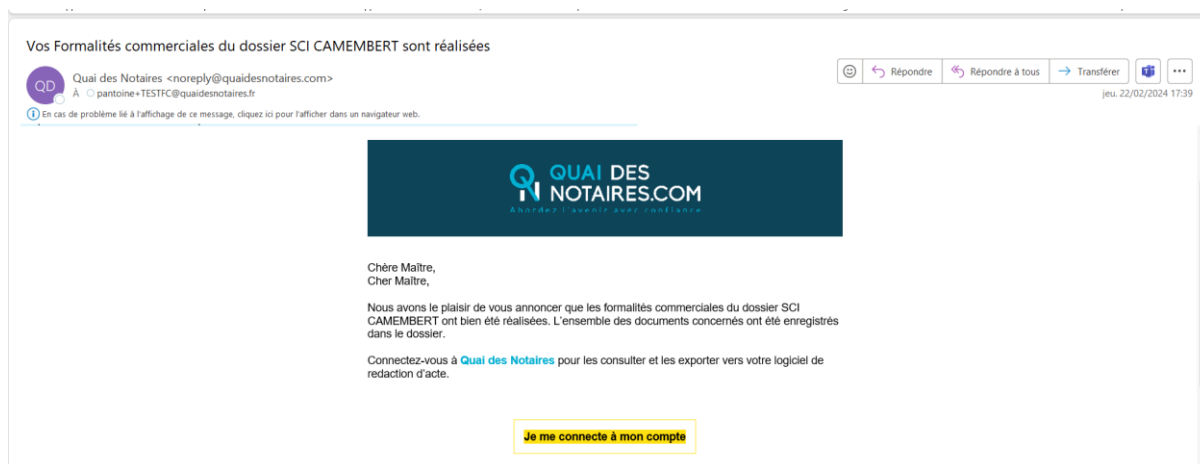 Vos Formalités commerciales du dossier SCI CAMEMBERT sont réalisées
QD
Quai des Notaires <noreply@quaidesnotaires.com>
À pantoine+TESTFC@quaidesnotaires.fr
Répondre
Répondre à tous
Transférer
jeu. 22/02/2024 17:39
En cas de problème lié à l'affichage de ce message, cliquez ici pour l'afficher dans un navigateur web.
QN QUAI DES
NOTAIRES.COM
Abordez l'avenir avec confiance
Chère Maître,
Cher Maître,
Nous avons le plaisir de vous annoncer que les formalités commerciales du dossier SCI
CAMEMBERT ont bien été réalisées. L'ensemble des documents concernés ont été enregistrés
dans le dossier.
Connectez-vous à Quai des Notaires pour les consulter et les exporter vers votre logiciel de
redaction d'acte.
Je me connecte à mon compte